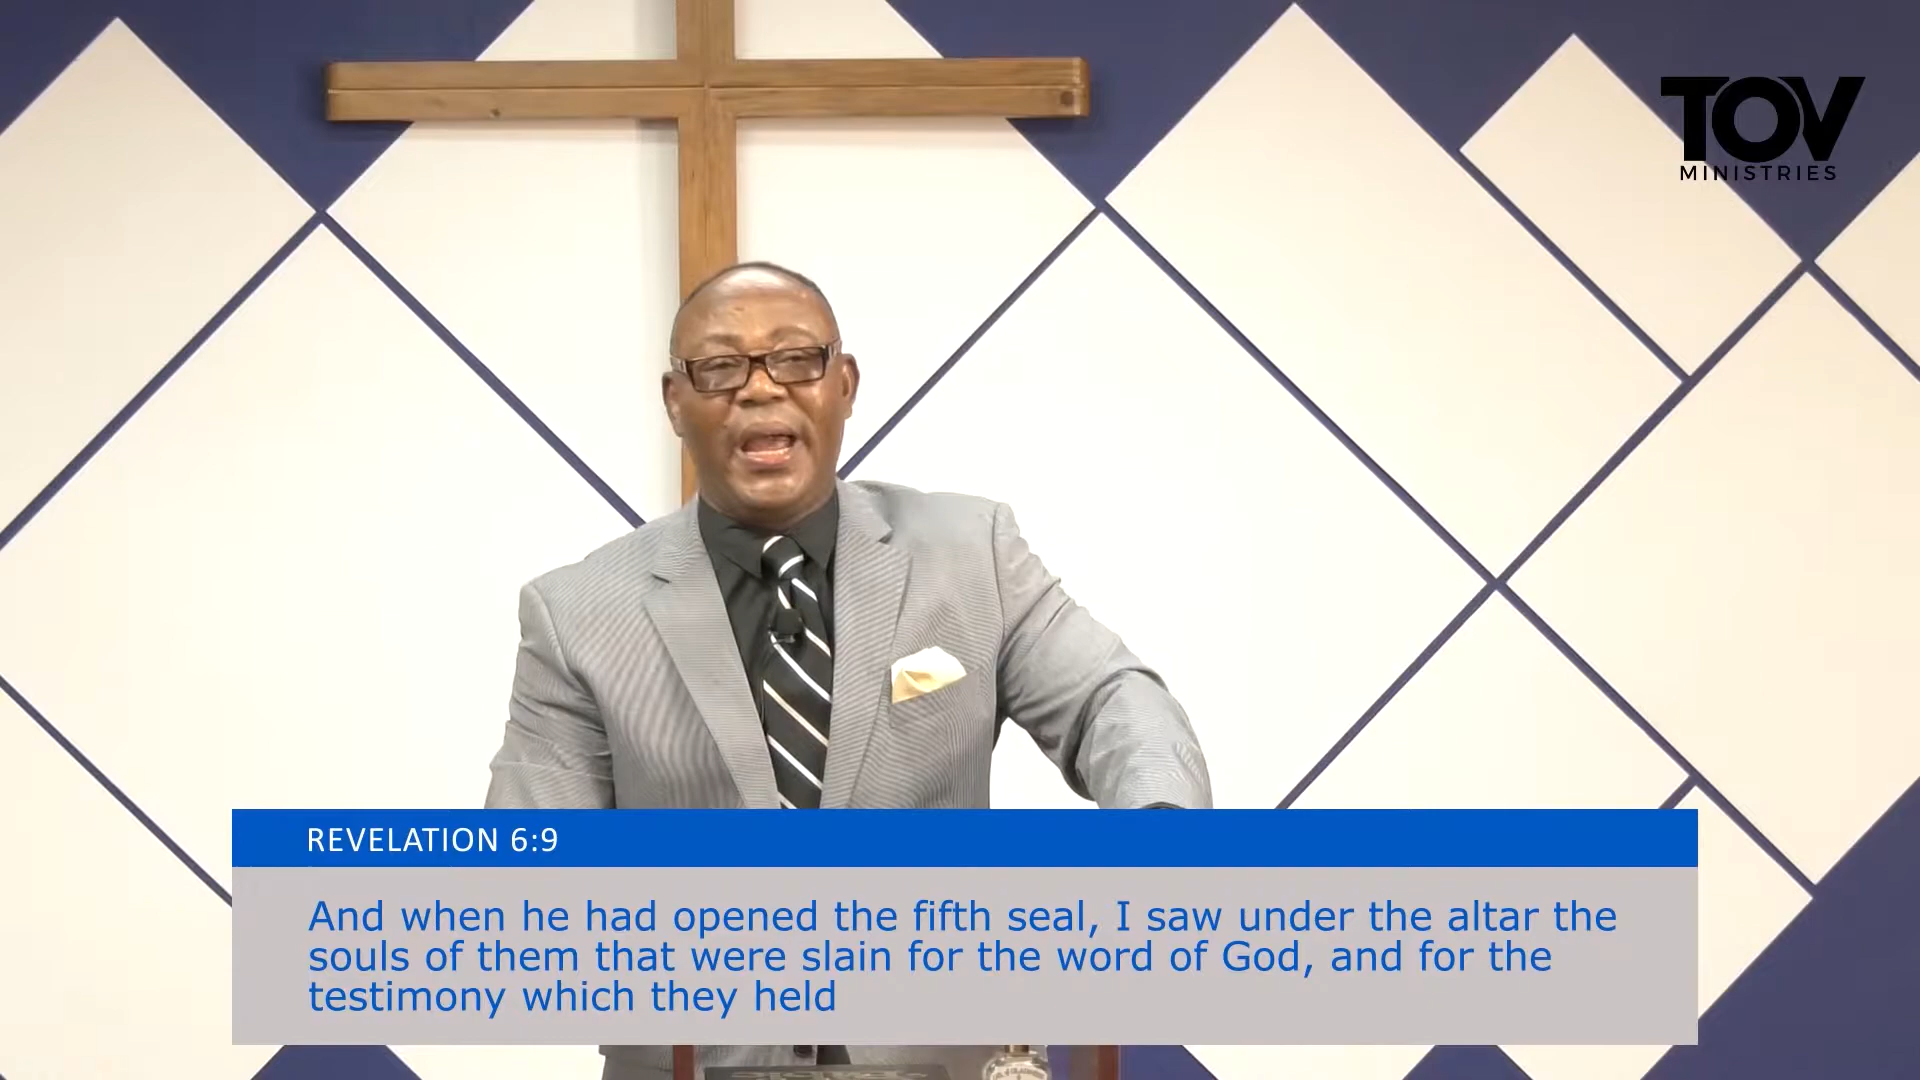 TOV
MINISTRIES
REVELATION 6:9
And when he had opened the fifth seal, I saw under the altar the
souls of them that were slain for the word of God, and for the
testimony which they held